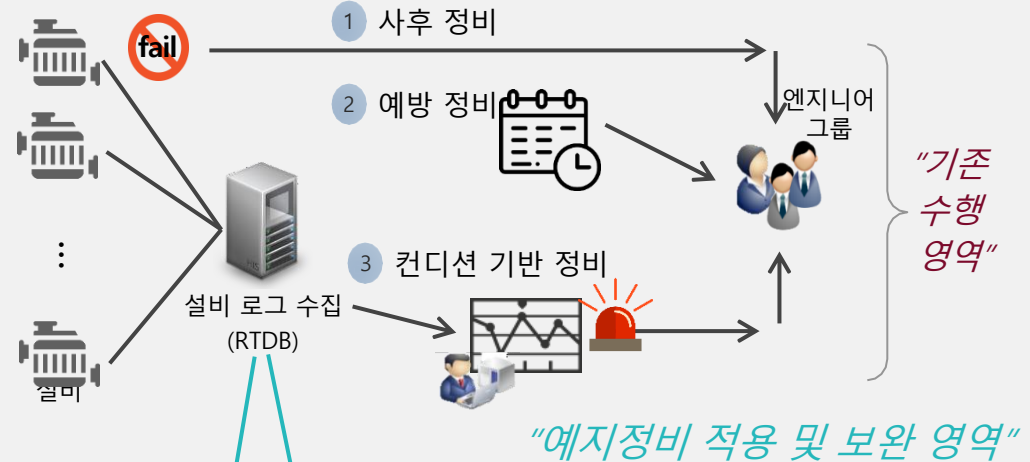 1 사후 정비
fail
2 예방 정비
엔지니어
그룹
"기존
수행
영역"
3 컨디션 기반 정비
설비 로그 수집
(RTDB)
설비
"예지정비 적용 및 보완 영역"